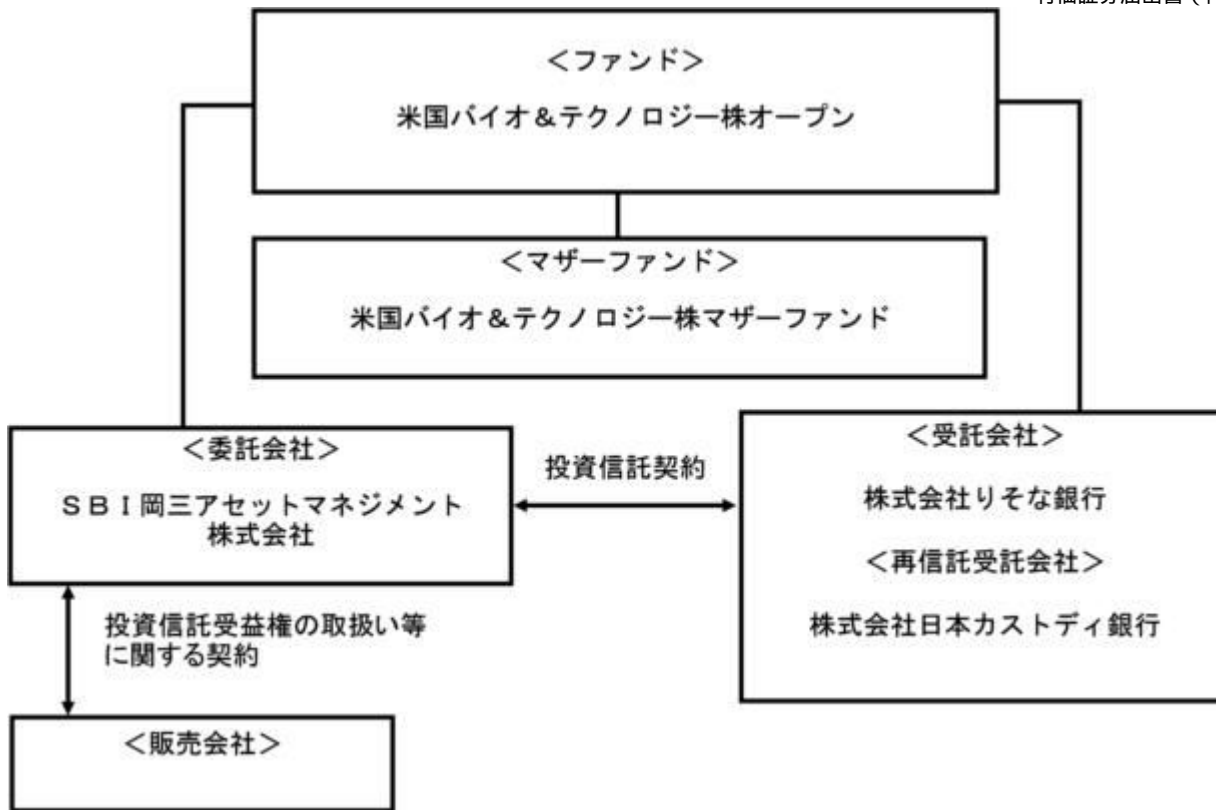 ＜ファンド＞
米国バイオ＆テクノロジー株オープン
＜マザーファンド＞
米国バイオ＆テクノロジー株マザーファンド
＜委託会社＞
ＳＢＩ岡三アセットマネジメント
株式会社
投資信託契約
＜受託会社＞
株式会社りそな銀行
＜再信託受託会社＞
株式会社日本カストディ銀行
投資信託受益権の取扱い等
に関する契約
＜販売会社＞